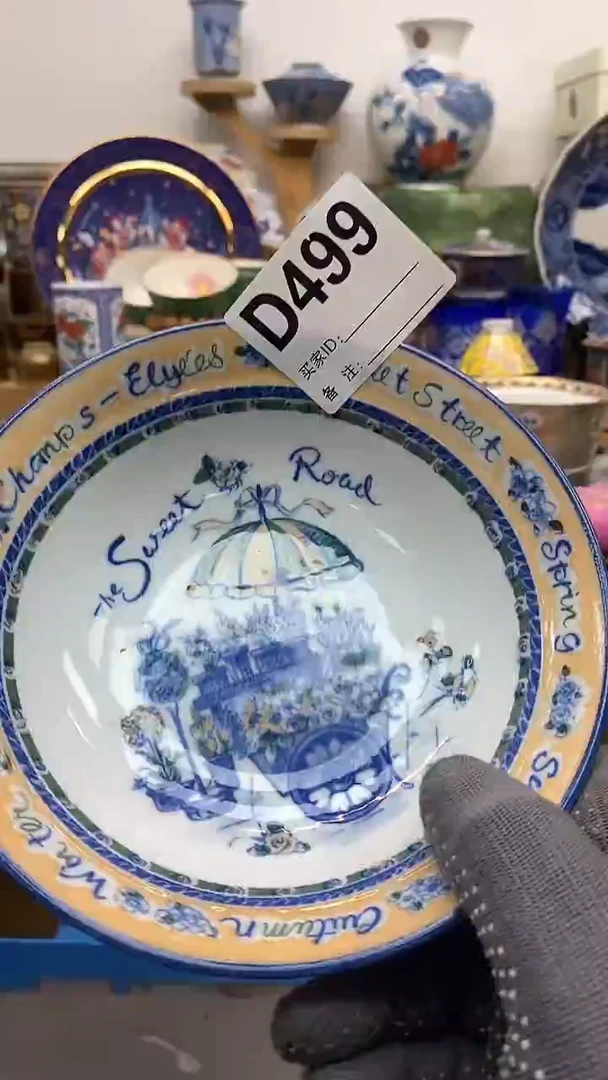 D499
买家ID:
备 注:
The Sweet Road
Champs-Elysées
Street
Spring
Autumn
Winter